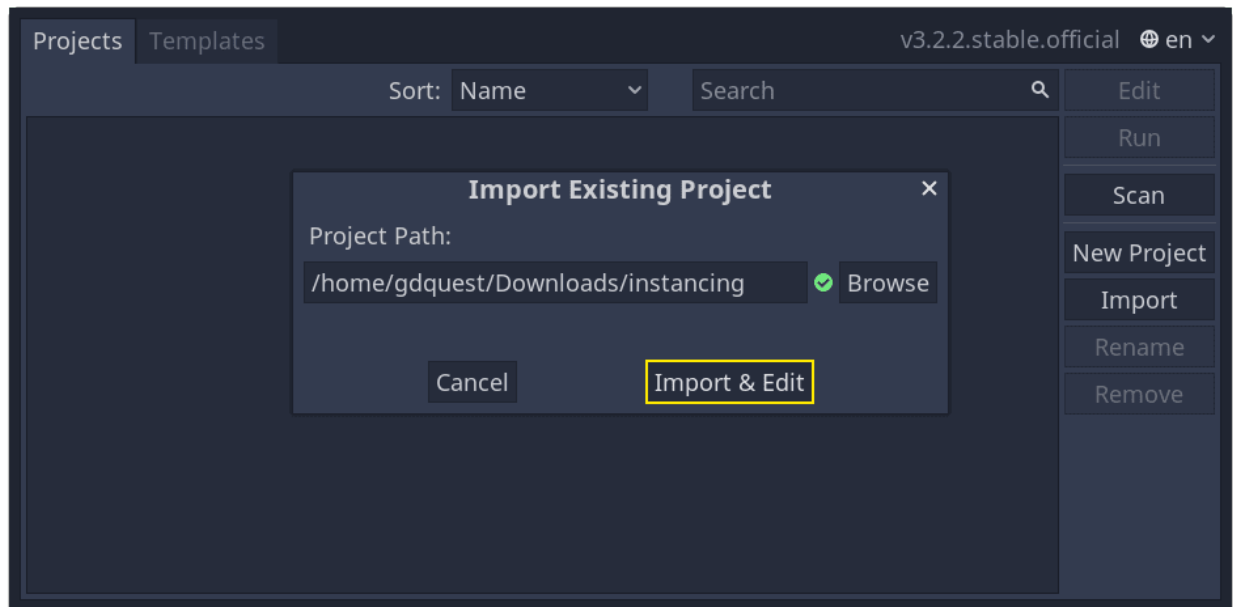 Projects Templates v3.2.2.stable.official en
Sort: Name Search Edit
Run
Import Existing Project
Scan
Project Path:
New Project
/home/gdquest/Downloads/instancing Browse
Import
Rename
Cancel Import & Edit
Remove